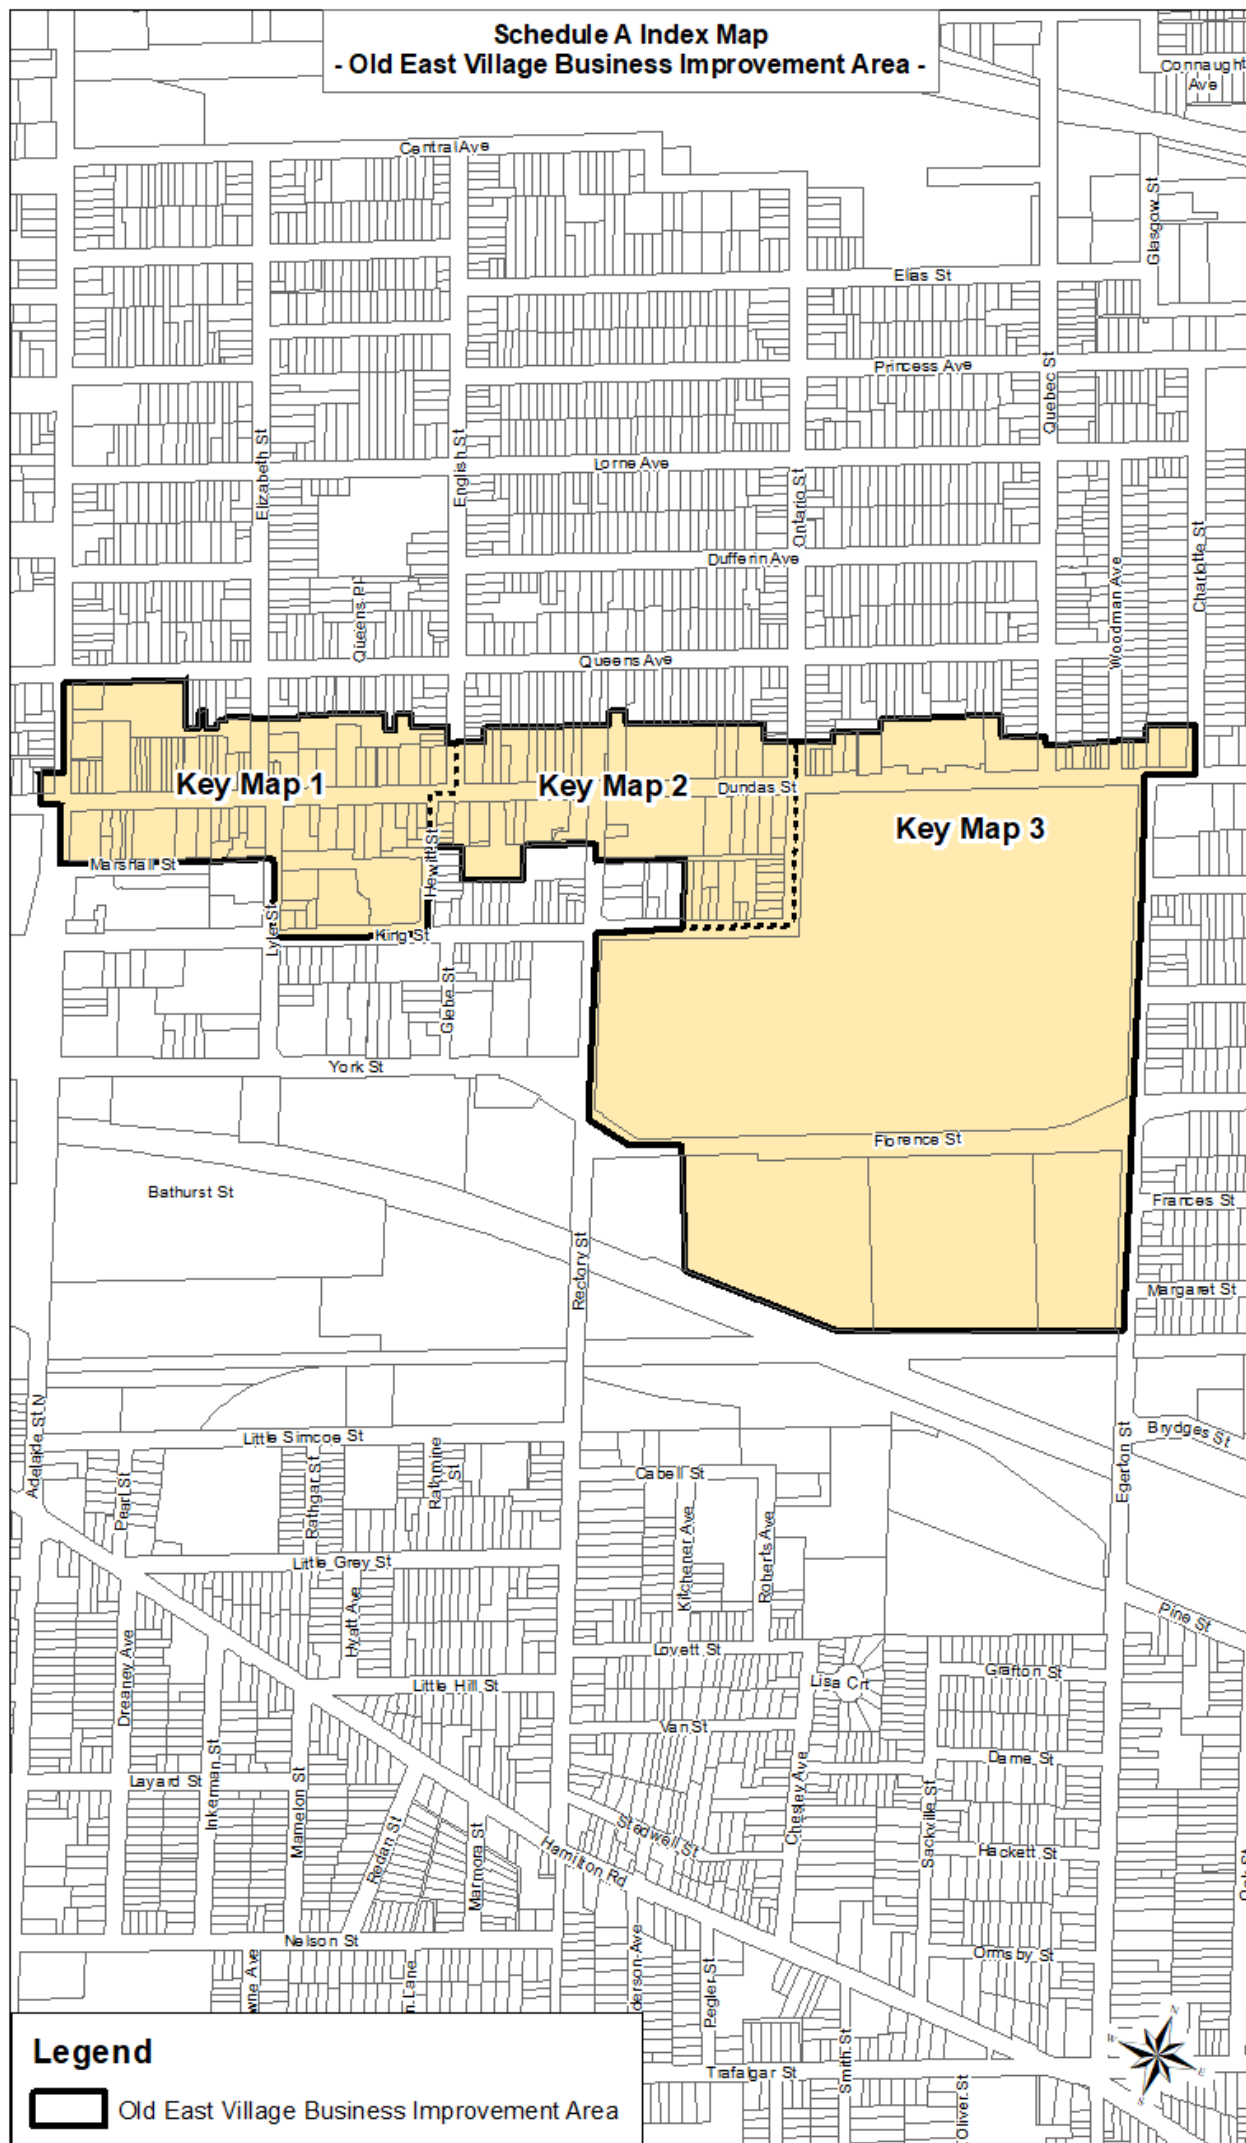 Schedule A Index Map
- Old East Village Business Improvement Area -
Connaught
Ave
Central Ave
Glasgow St
Elias St
Princess Ave
Quebec St
Elizabeth St
English St
Lorne Ave
Ontario St
Dufferin Ave
Charlotte St
Woodman Ave
Queens Pl
Queens Ave
Key Map 1
Key Map 2
Dundas St
Key Map 3
Marshall St
Hewitt St
Lyle St
King St
Glebe St
York St
Florence St
Bathurst St
Frances St
Rectory St
Margaret St
Adelaide St N
Little Simcoe St
Rathmine
St
Brydges St
Egerton St
Cabell St
Pearl St
Rathgar St
Kitchener Ave
Roberts Ave
Little Grey St
Hyatt Ave
Pine St
Dreaney Ave
Lovett St
Grafton St
Lisa Crt
Little Hill St
Van St
Dame St
Layard St
Inkerman St
Mamelon St
Chesley Ave
Sackville St
Redan St
Marmora St
Stedwell St
Hamilton Rd
Hackett St
Nelson St
Ormsby St
wne Ave
n Lane
derson Ave
Pegler St
Smith St
Trafalgar St
Oliver St
N
W
E
S
Legend
Old East Village Business Improvement Area